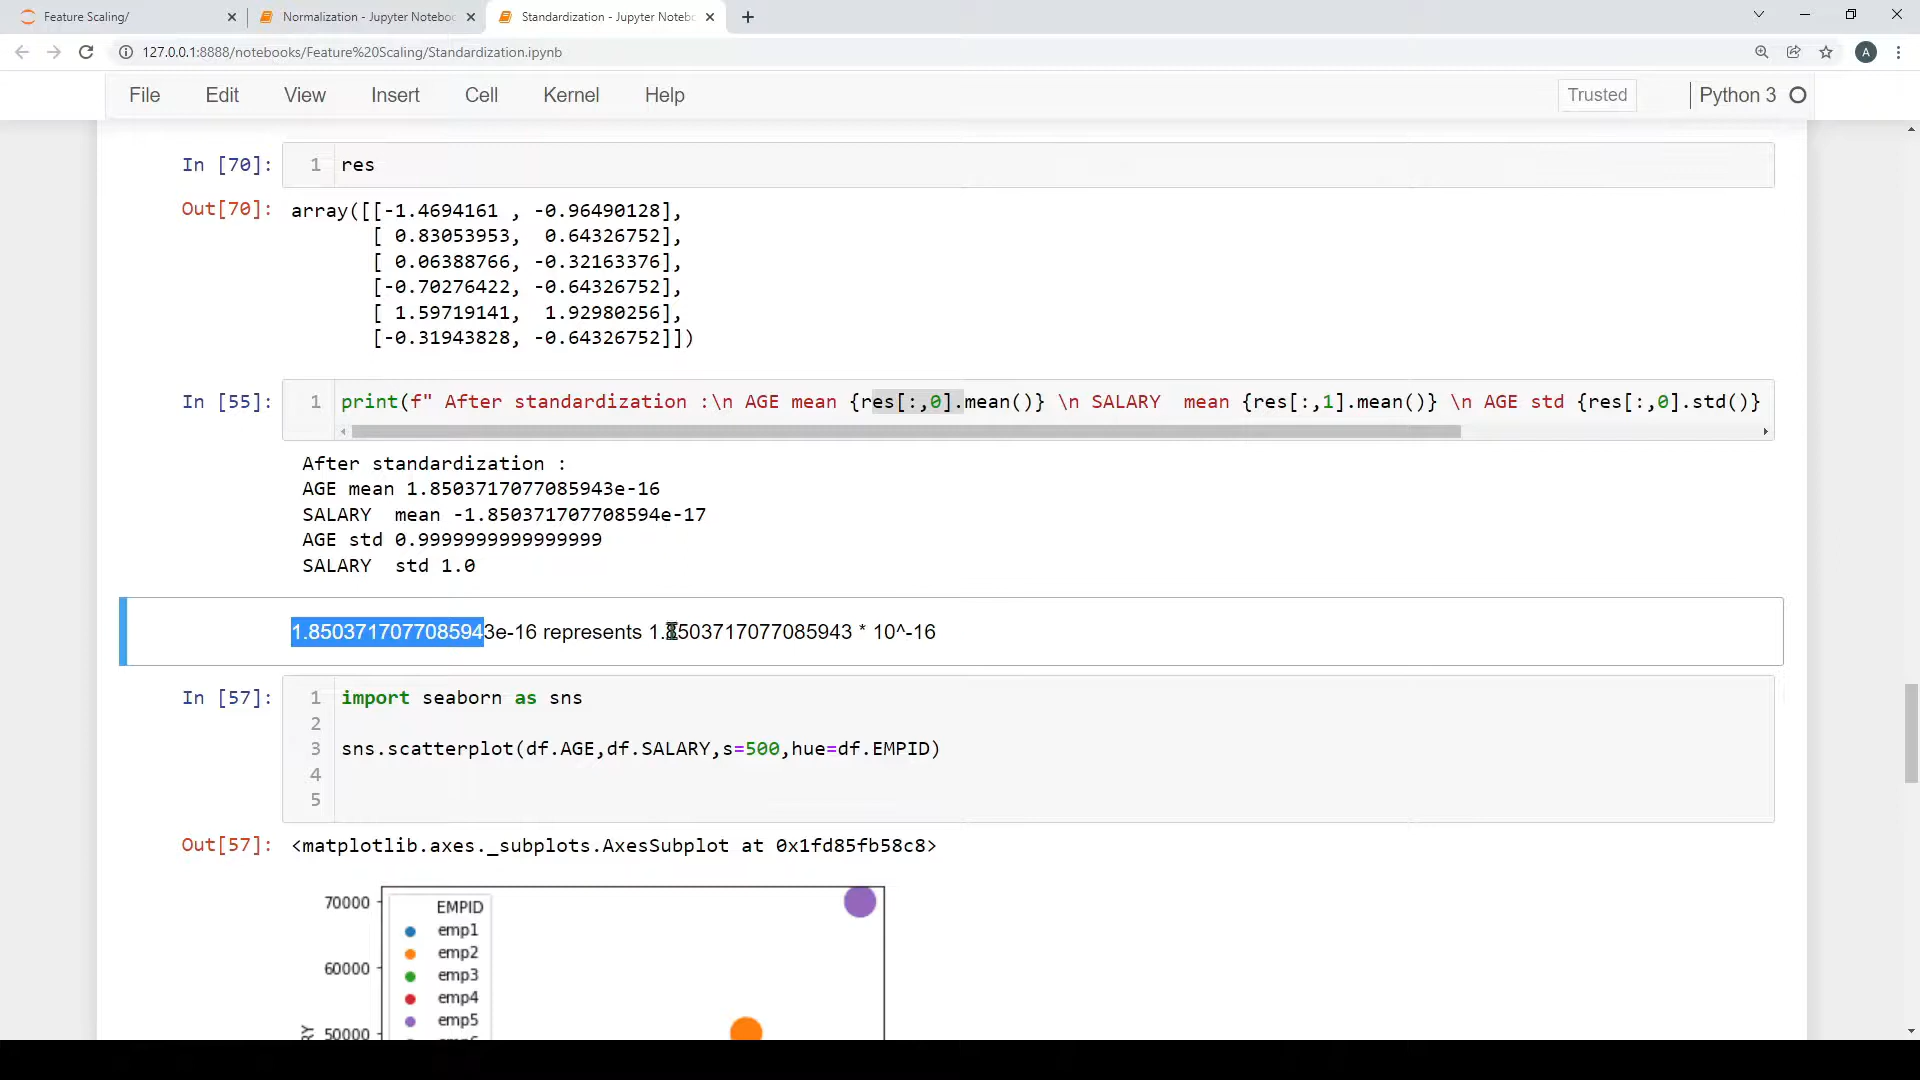 Feature Scaling/
Normalization - Jupyter Noteboo
Standardization - Jupyter Notebo
127.0.0.1:8888/notebooks/Feature%20Scaling/Standardization.ipynb
A
File Edit View Insert Cell Kernel Help
Trusted
Python 3
In [70]: 1 res
Out[70]: array([[-1.4694161 , -0.96490128],
[ 0.83053953, 0.64326752],
[ 0.06388766, -0.32163376],
[-0.70276422, -0.64326752],
[ 1.59719141, 1.92980256],
[-0.31943828, -0.64326752]])
In [55]: 1 print(f" After standardization :\n AGE mean {res[:,0].mean()} \n SALARY  mean {res[:,1].mean()} \n AGE std {res[:,0].std()}
After standardization :
AGE mean 1.8503717077085943e-16
SALARY  mean -1.850371707708594e-17
AGE std 0.9999999999999999
SALARY  std 1.0
1.8503717077085943e-16 represents 1.8503717077085943 * 10^-16
In [57]: 1 import seaborn as sns
2
3 sns.scatterplot(df.AGE,df.SALARY,s=500,hue=df.EMPID)
4
5
Out[57]: <matplotlib.axes._subplots.AxesSubplot at 0x1fd85fb58c8>
70000
60000
50000
EMPID
emp1
emp2
emp3
emp4
emp5